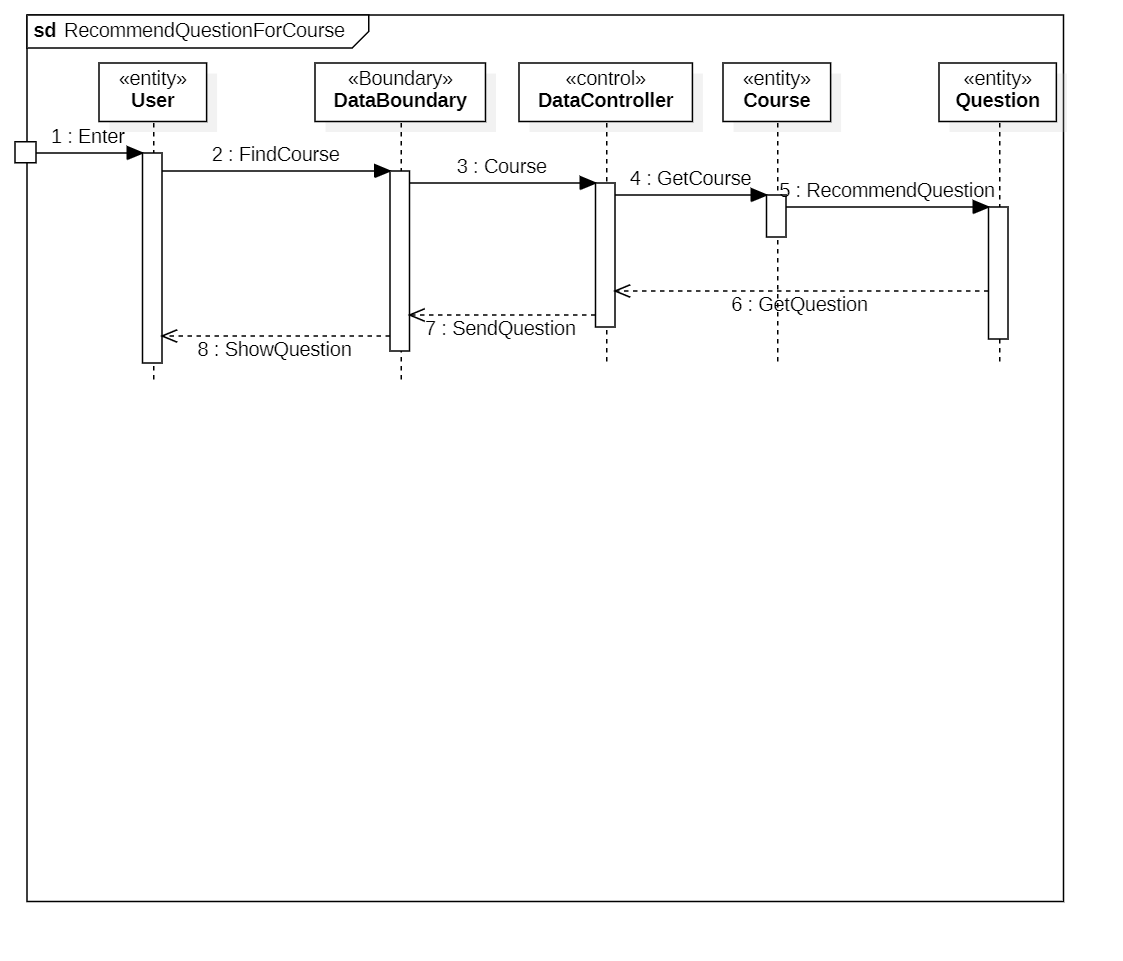 sd RecommendQuestionForCourse
«entity»
User
«Boundary»
DataBoundary
«control»
DataController
«entity»
Course
«entity»
Question
1 : Enter
2 : FindCourse
3 : Course
4 : GetCourse
5 : RecommendQuestion
6 : GetQuestion
7 : SendQuestion
8 : ShowQuestion